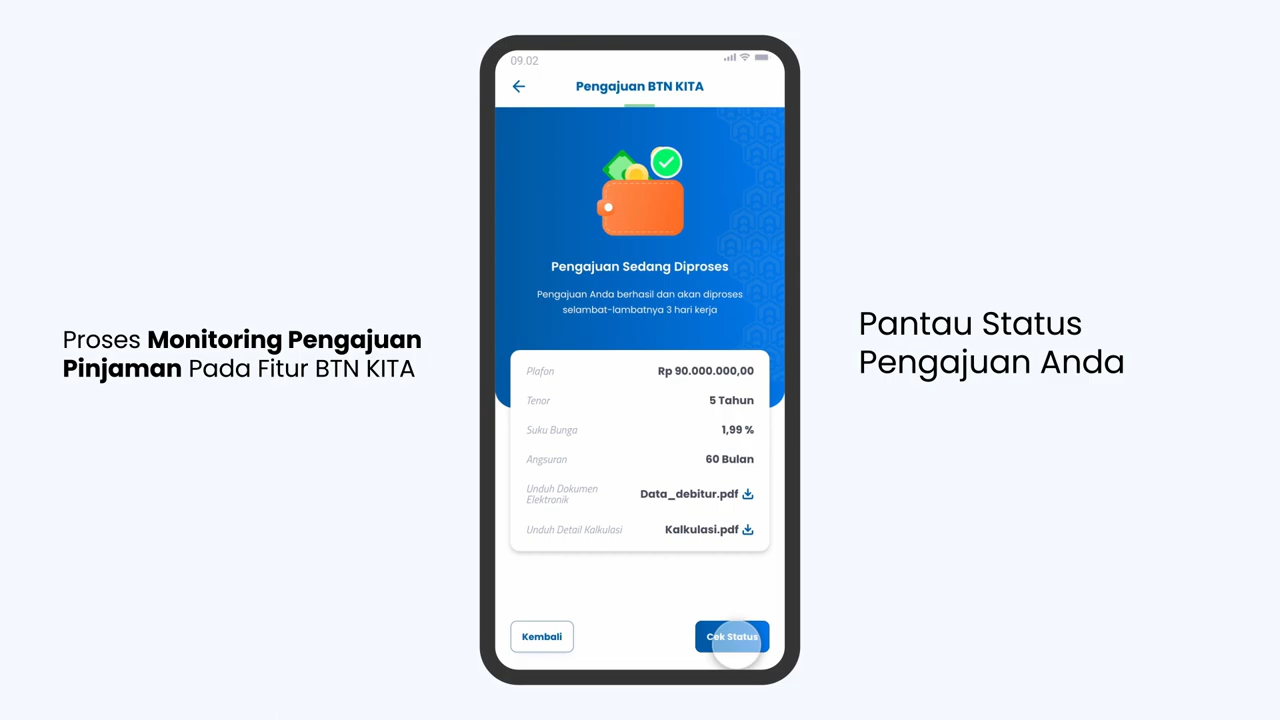 Proses Monitoring Pengajuan
Pinjaman Pada Fitur BTN KITA
09.02
Pengajuan BTN KITA
Pengajuan Sedang Diproses
Pengajuan Anda berhasil dan akan diproses
selambat-lambatnya 3 hari kerja
Plafon Rp 90.000.000,00
Tenor 5 Tahun
Suku Bunga 1,99 %
Angsuran 60 Bulan
Unduh Dokumen
Elektronik Data_debitur.pdf
Unduh Detail Kalkulasi Kalkulasi.pdf
Kembali Cek Status
Pantau Status
Pengajuan Anda